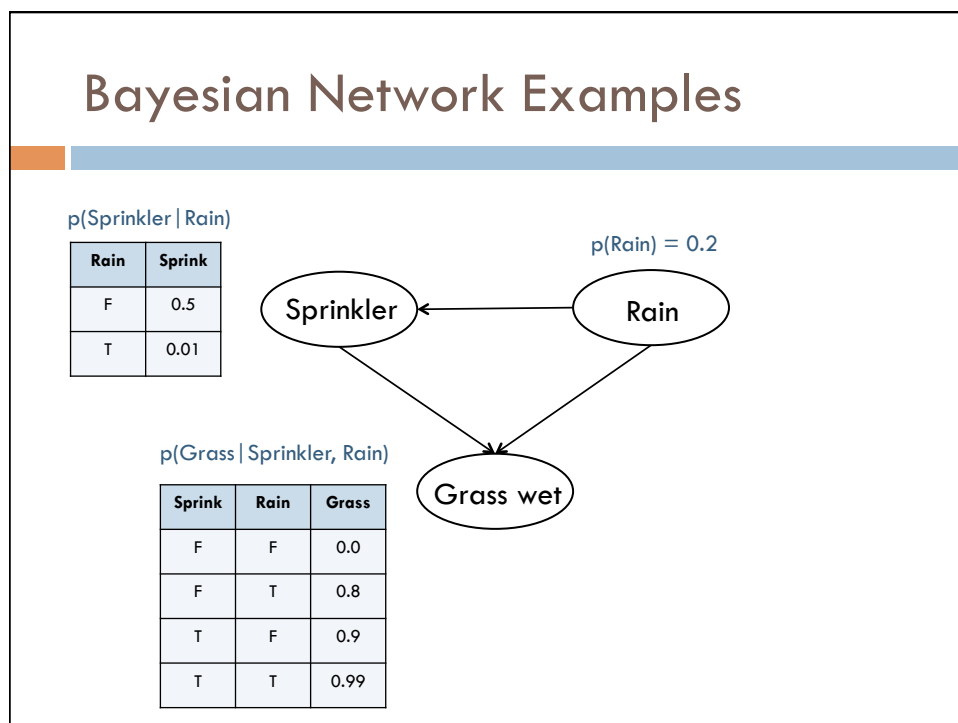 Bayesian Network Examples
p(Sprinkler|Rain)
Rain Sprink
F 0.5
T 0.01
p(Rain) = 0.2
Sprinkler
Rain
p(Grass|Sprinkler, Rain)
Sprink Rain Grass
F F 0.0
F T 0.8
T F 0.9
T T 0.99
Grass wet